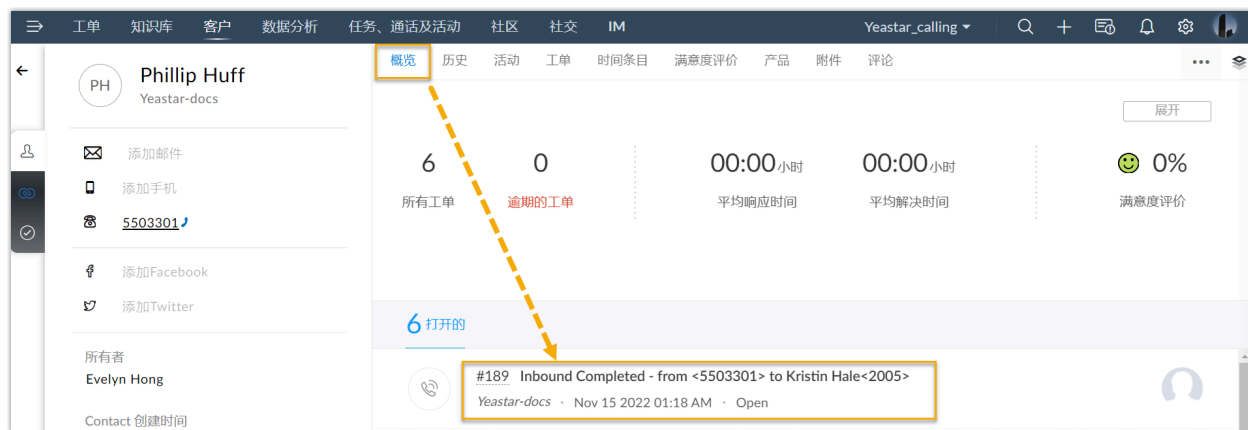 工单 知识库 客户 数据分析 任务、通话及活动 社区 社交 IM Yeastar_calling
概览 历史 活动 工单 时间条目 满意度评价 产品 附件 评论
PH
Phillip Huff
Yeastar-docs
展开
添加邮件
添加手机
5503301
添加Facebook
添加Twitter
所有者
Evelyn Hong
Contact 创建时间
6 0 00:00小时 00:00小时 0%
所有工单 逾期的工单 平均响应时间 平均解决时间 满意度评价
6 打开的
#189 Inbound Completed - from <5503301> to Kristin Hale<2005>
Yeastar-docs · Nov 15 2022 01:18 AM · Open